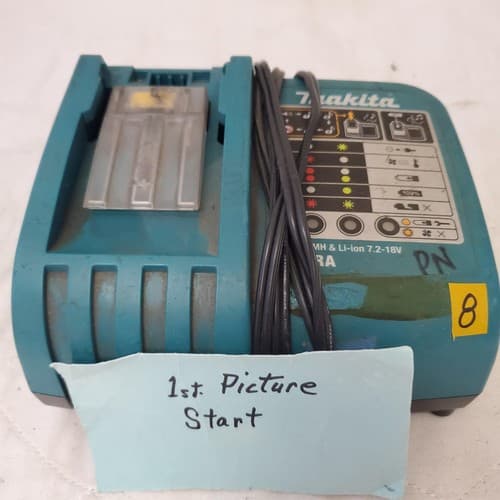 Makita
MH & Li-ion 7.2-18V
RA
PN
8
1st. Picture
Start